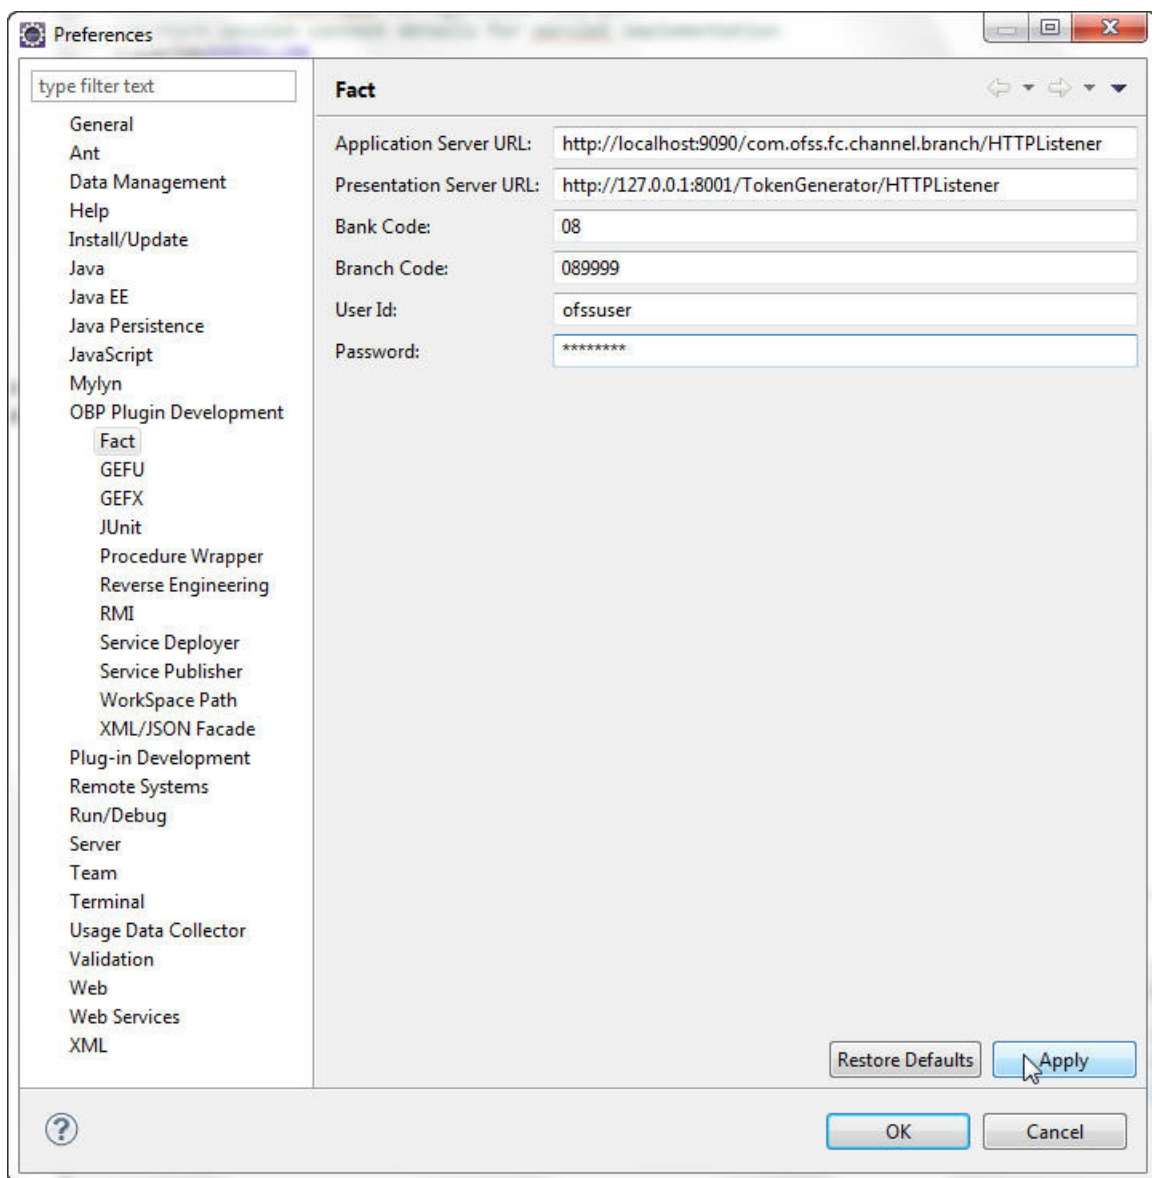 Preferences
type filter text
General
Ant
Data Management
Help
Install/Update
Java
Java EE
Java Persistence
JavaScript
Mylyn
OBP Plugin Development
Fact
GEFU
GEFX
JUnit
Procedure Wrapper
Reverse Engineering
RMI
Service Deployer
Service Publisher
WorkSpace Path
XML/JSON Facade
Plug-in Development
Remote Systems
Run/Debug
Server
Team
Terminal
Usage Data Collector
Validation
Web
Web Services
XML
Fact
Application Server URL: http://localhost:9090/com.ofss.fc.channel.branch/HTTPListener
Presentation Server URL: http://127.0.0.1:8001/TokenGenerator/HTTPListener
Bank Code: 08
Branch Code: 089999
User Id: ofssuser
Password: ********
Restore Defaults Apply
OK Cancel